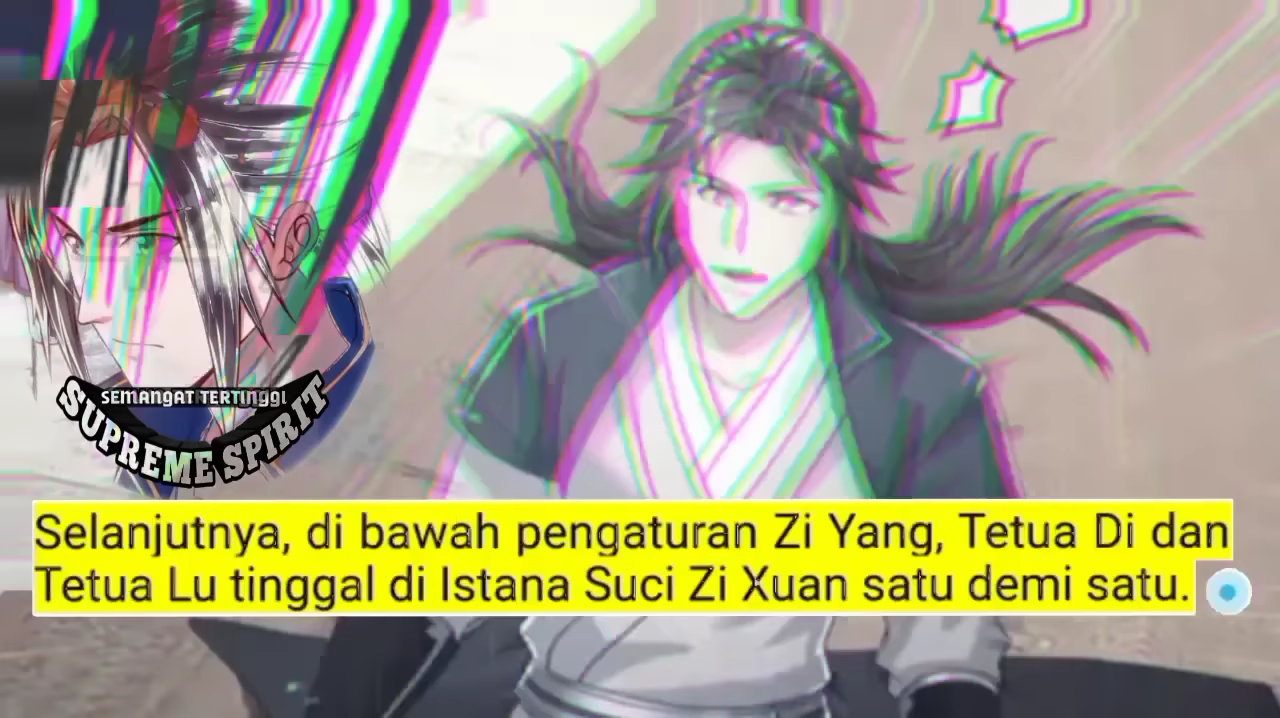 SEMANGAT TERTINGGI
SUPREME SPIRIT
Selanjutnya, di bawah pengaturan Zi Yang, Tetua Di dan
Tetua Lu tinggal di Istana Suci Zi Xuan satu demi satu.